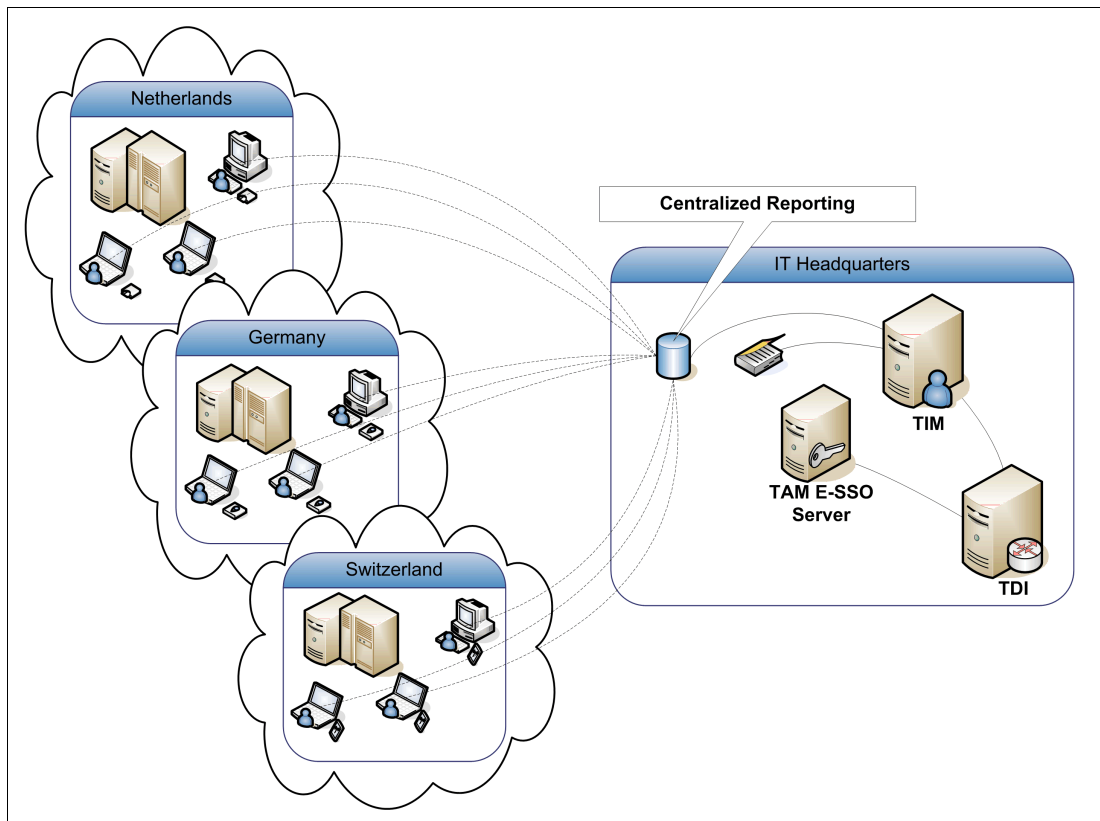 Netherlands
Centralized Reporting
IT Headquarters
Germany
TIM
TAM E-SSO
Server
Switzerland
TDI